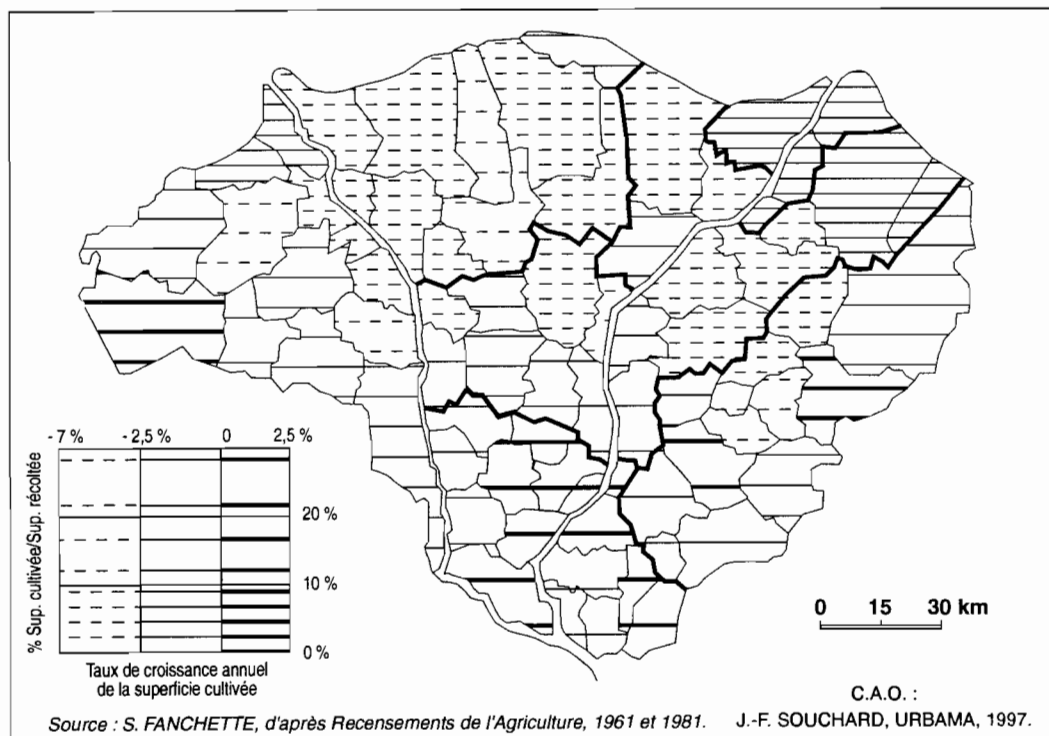 - 7 % - 2,5 % 0 2,5 %
% Sup. cultivée/Sup. récoltée
20 %
10 %
0 %
Taux de croissance annuel
de la superficie cultivée
0 15 30 km
C.A.O. :
Source : S. FANCHETTE, d'après Recensements de l'Agriculture, 1961 et 1981. J.-F. SOUCHARD, URBAMA, 1997.